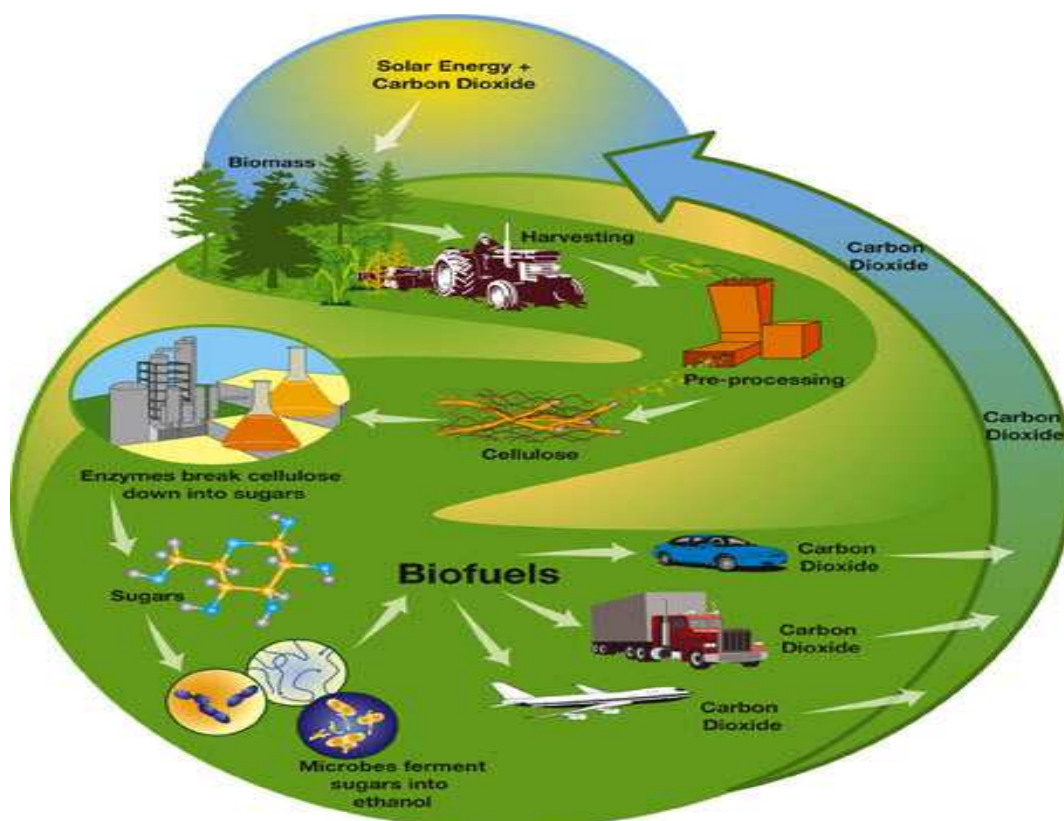 Solar Energy +
Carbon Dioxide
Biomass
Harvesting
Carbon
Dioxide
Pre-processing
Carbon
Dioxide
Cellulose
Enzymes break cellulose
down into sugars
Sugars
Biofuels
Carbon
Dioxide
Carbon
Dioxide
Carbon
Dioxide
Microbes ferment
sugars into
ethanol